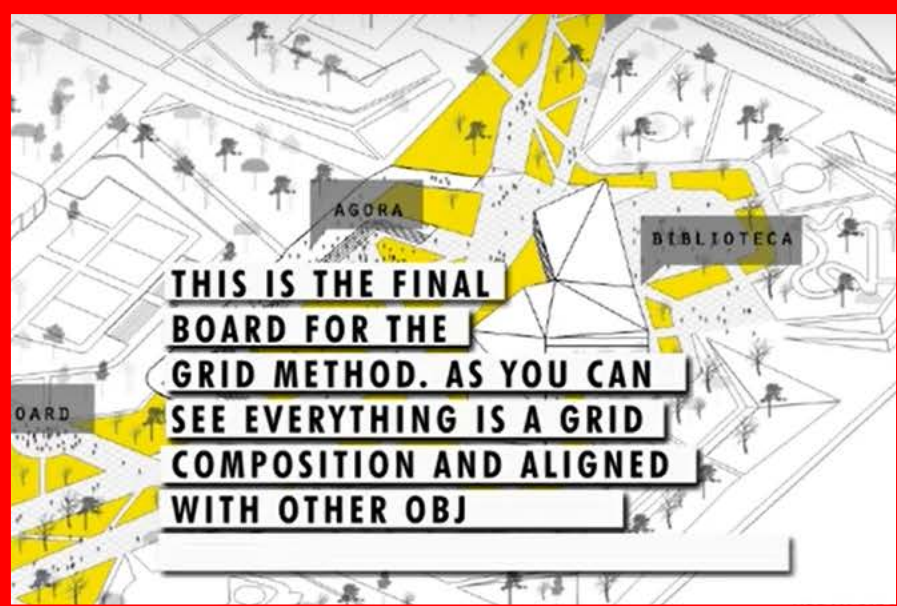 AGORA
BIBLIOTECA
THIS IS THE FINAL
BOARD FOR THE
GRID METHOD. AS YOU CAN
SEE EVERYTHING IS A GRID
OARD
COMPOSITION AND ALIGNED
WITH OTHER OBJ